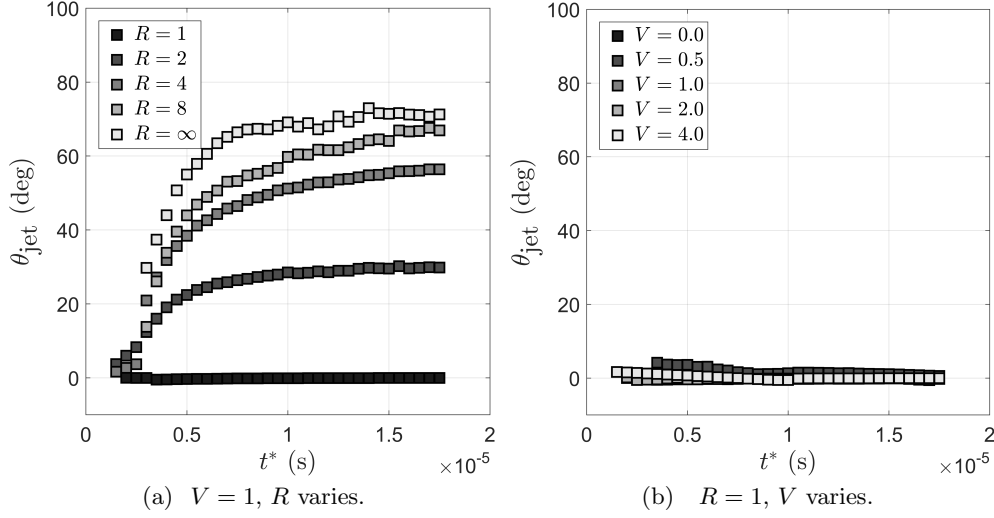 100
80
60
40
20
0
θ_jet (deg)
R = 1
R = 2
R = 4
R = 8
R = ∞
0 0.5 1 1.5 2
t* (s)
×10^-5
(a) V = 1, R varies.
100
80
60
40
20
0
θ_jet (deg)
V = 0.0
V = 0.5
V = 1.0
V = 2.0
V = 4.0
0 0.5 1 1.5 2
t* (s)
×10^-5
(b) R = 1, V varies.